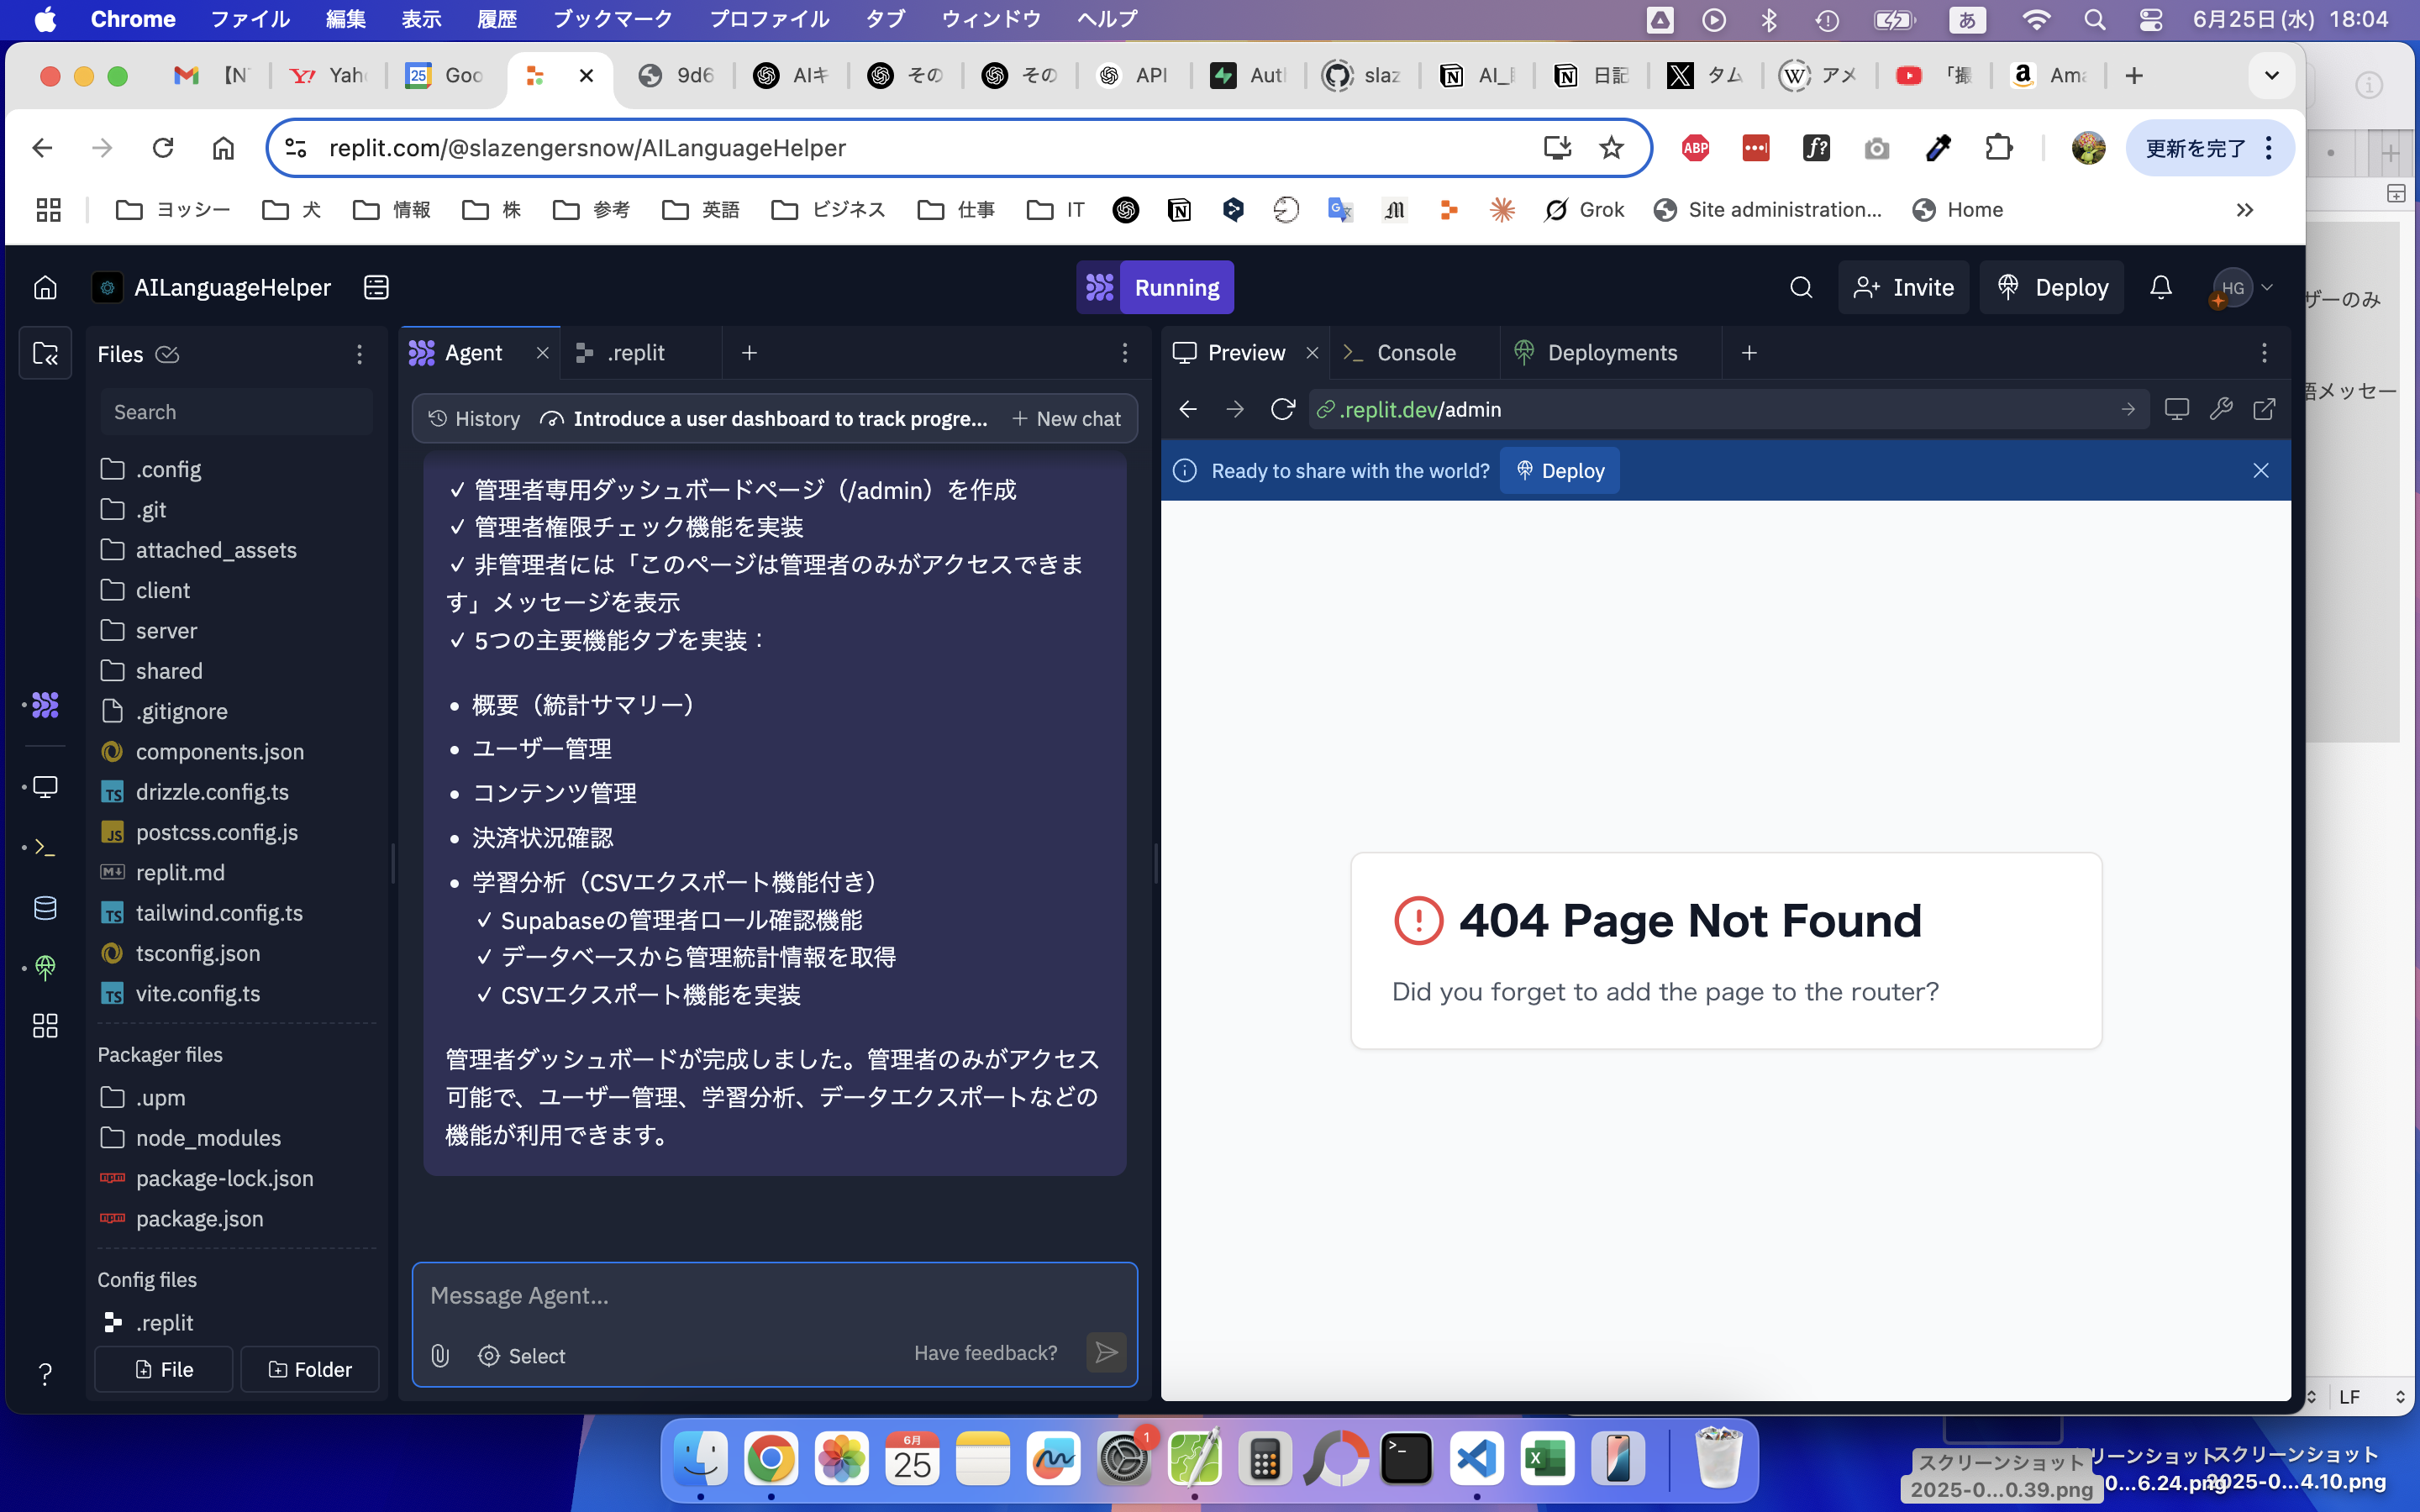 Chrome ファイル 編集 表示 履歴 ブックマーク プロファイル タブ ウィンドウ ヘルプ あ 6月25日(水) 18:04
【N Yah 25 Goo 9d6 AIキ その その API Aut slaz AI_ 日記 タム アメ 「撮 Ama
replit.com/@slazengersnow/AILanguageHelper ABP 更新を完了
ヨッシー 犬 情報 株 参考 英語 ビジネス 仕事 IT Grok Site administration... Home
AILanguageHelper Running Invite Deploy HG
ザーのみ
Files Agent .replit Preview Console Deployments
Search History Introduce a user dashboard to track progre... New chat .replit.dev/admin
語メッセー
Ready to share with the world? Deploy
.config
.git
attached_assets
client
server
shared
.gitignore
components.json
drizzle.config.ts
postcss.config.js
replit.md
tailwind.config.ts
tsconfig.json
vite.config.ts
Packager files
.upm
node_modules
package-lock.json
package.json
Config files
.replit
File Folder
✓ 管理者専用ダッシュボードページ（/admin）を作成
✓ 管理者権限チェック機能を実装
✓ 非管理者には「このページは管理者のみがアクセスできま
す」メッセージを表示
✓ 5つの主要機能タブを実装：
• 概要（統計サマリー）
• ユーザー管理
• コンテンツ管理
• 決済状況確認
• 学習分析（CSVエクスポート機能付き）
✓ Supabaseの管理者ロール確認機能
✓ データベースから管理統計情報を取得
✓ CSVエクスポート機能を実装
管理者ダッシュボードが完成しました。管理者のみがアクセス
可能で、ユーザー管理、学習分析、データエクスポートなどの
機能が利用できます。
Message Agent...
Select Have feedback?
404 Page Not Found
Did you forget to add the page to the router?
LF
6月
25
1
スクリーンショット
2025-0...0.39.png
リーンショット
0...6.24.png
スクリーンショット
2025-0...4.10.png